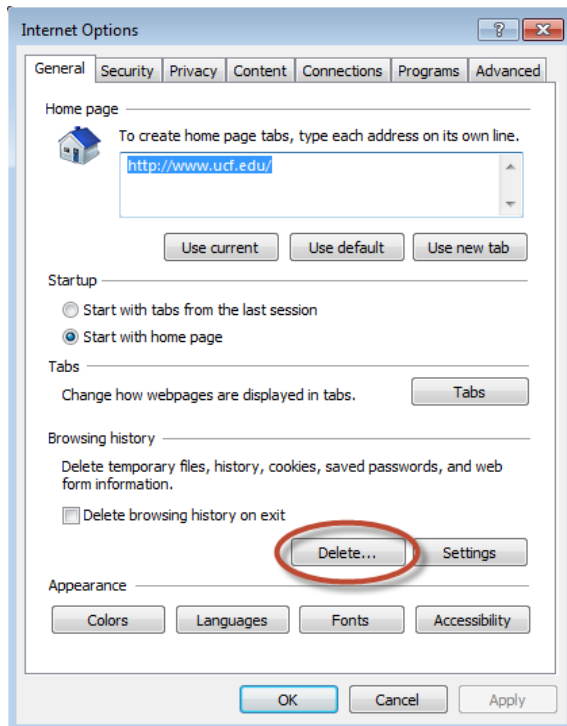 Internet Options
General Security Privacy Content Connections Programs Advanced
Home page
To create home page tabs, type each address on its own line.
http://www.ucf.edu/
Use current Use default Use new tab
Startup
Start with tabs from the last session
Start with home page
Tabs
Change how webpages are displayed in tabs. Tabs
Browsing history
Delete temporary files, history, cookies, saved passwords, and web
form information.
Delete browsing history on exit
Delete... Settings
Appearance
Colors Languages Fonts Accessibility
OK Cancel Apply